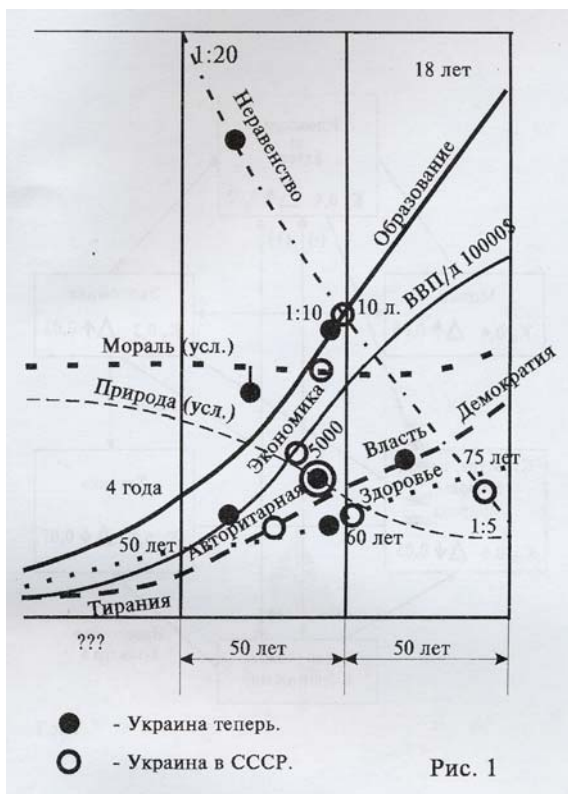 1:20
18 лет
Неравенство
Образование
ВВП/д 10000$
1:10
10 л.
Мораль (усл.)
Природа (усл.)
Экономика
5000
Власть
Демократия
4 года
75 лет
Здоровье
Авторитарная
50 лет
60 лет
1:5
Тирания
???
50 лет
50 лет
- Украина теперь.
- Украина в СССР.
Рис. 1